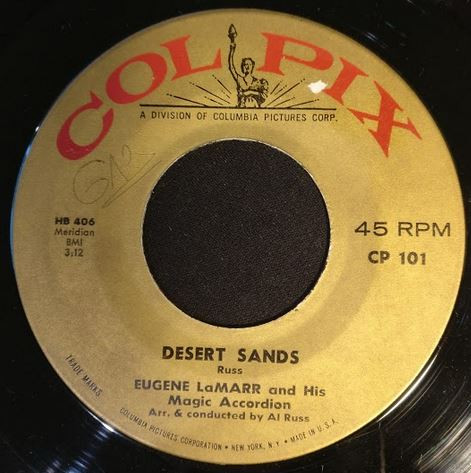 COLPIX
A DIVISION OF COLUMBIA PICTURES CORP.
HB 406
Meridian
BMI
3:12
45 RPM
CP 101
DESERT SANDS
Russ
EUGENE LaMARR and His
Magic Accordion
Arr. & conducted by Al Russ
TRADE MARKS
COLUMBIA PICTURES CORPORATION • NEW YORK, N.Y. • MADE IN U.S.A.